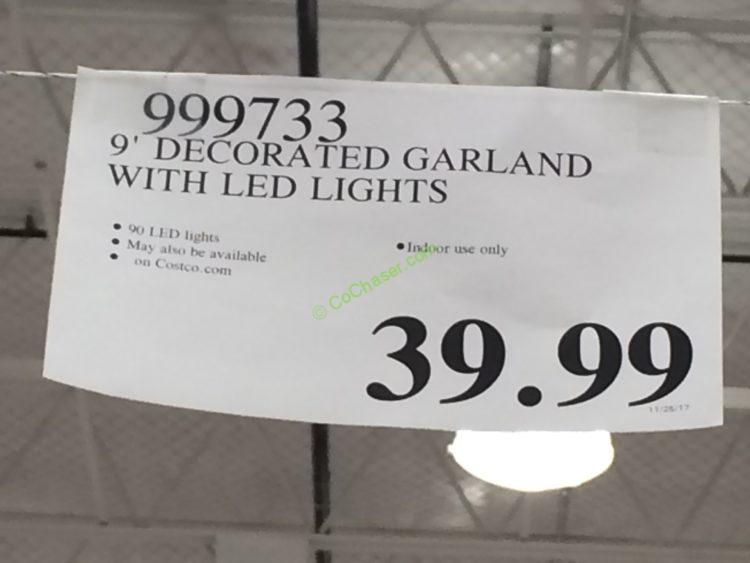 999733
9' DECORATED GARLAND
WITH LED LIGHTS
• 90 LED lights
• May also be available
• on Costco.com
• Indoor use only
© CoChaser.com
39.99
11/26/17